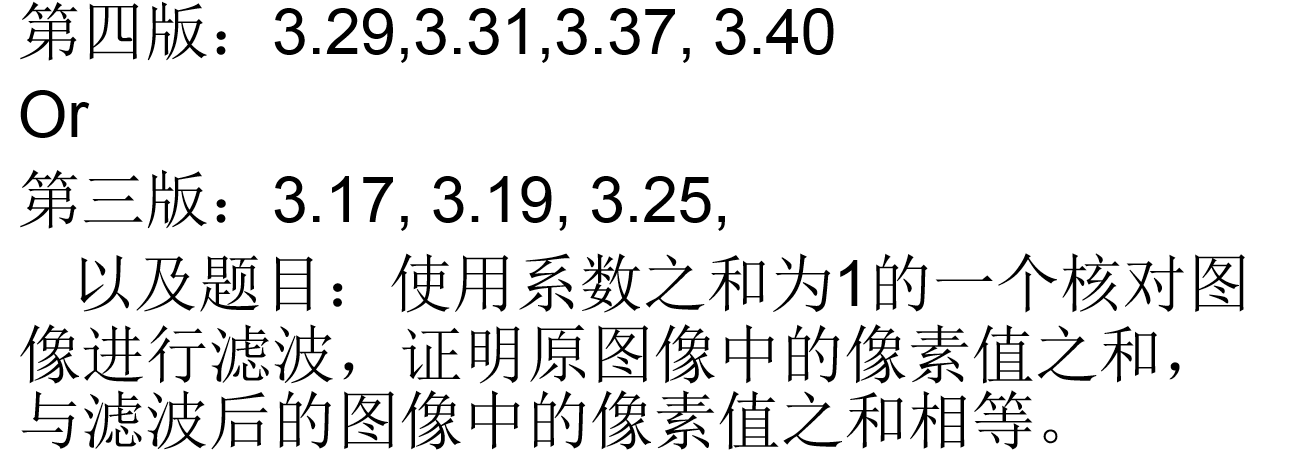 第四版：3.29,3.31,3.37, 3.40
Or
第三版：3.17, 3.19, 3.25,
以及题目：使用系数之和为1的一个核对图
像进行滤波，证明原图像中的像素值之和，
与滤波后的图像中的像素值之和相等。